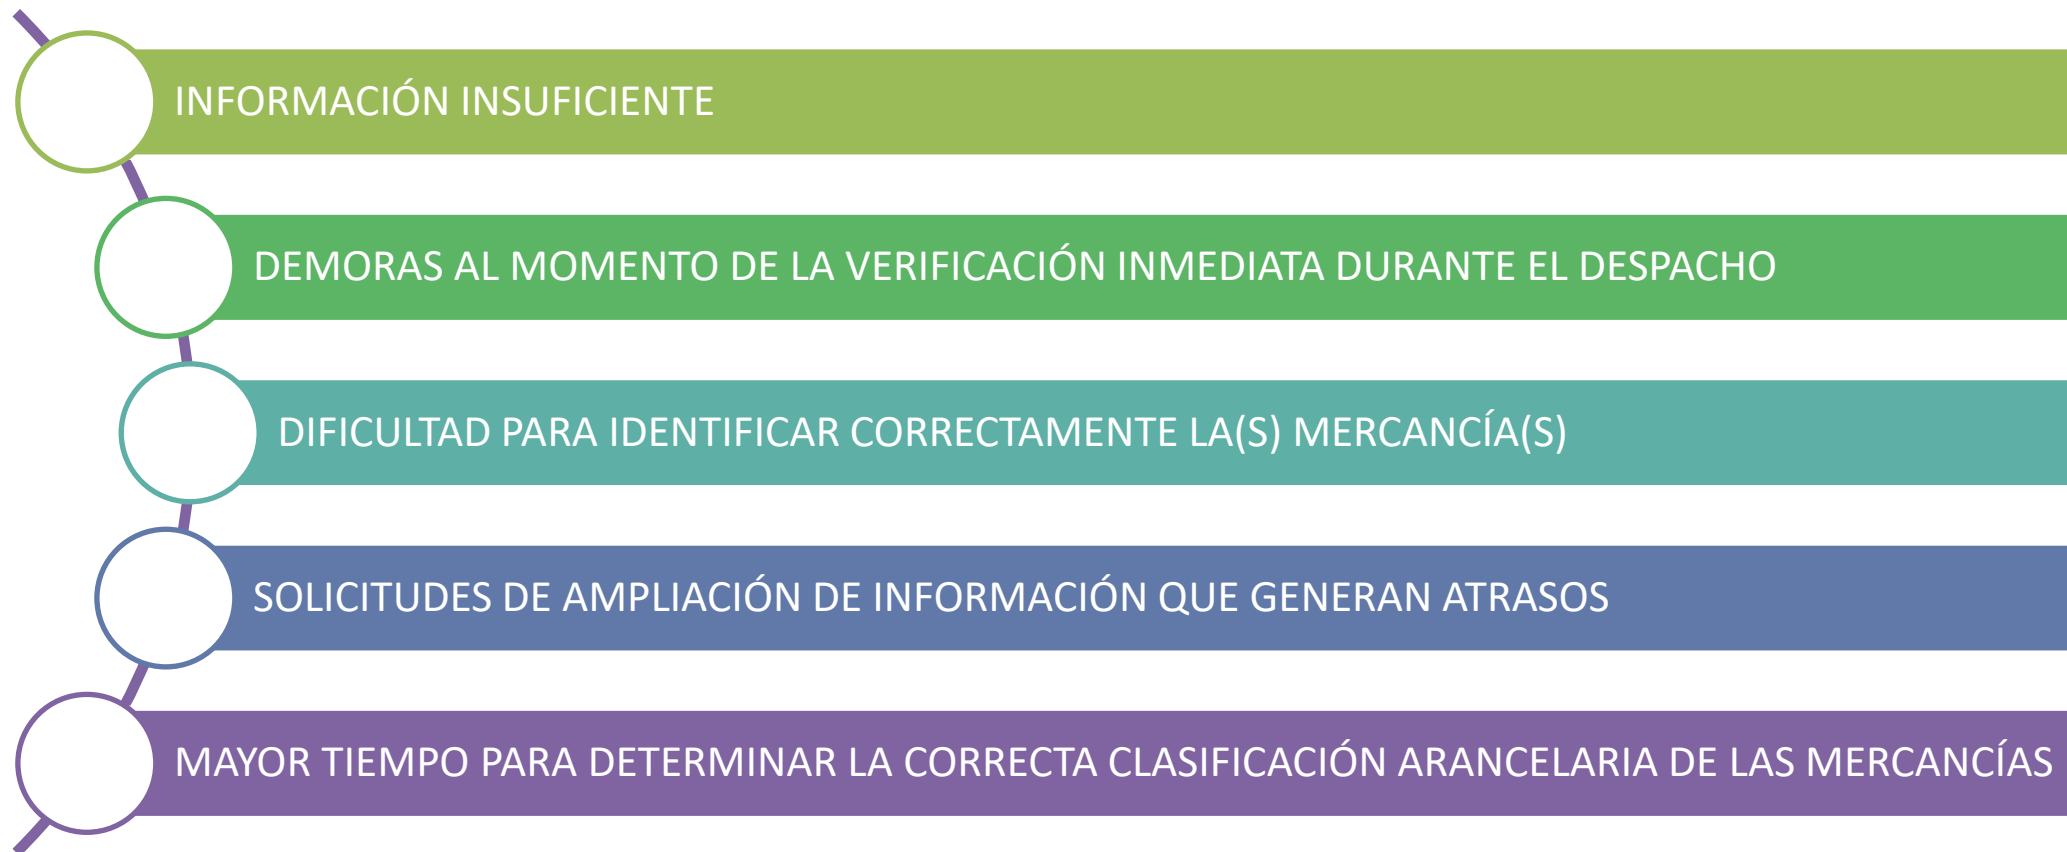 INFORMACIÓN INSUFICIENTE
DEMORAS AL MOMENTO DE LA VERIFICACIÓN INMEDIATA DURANTE EL DESPACHO
DIFICULTAD PARA IDENTIFICAR CORRECTAMENTE LA(S) MERCANCÍA(S)
SOLICITUDES DE AMPLIACIÓN DE INFORMACIÓN QUE GENERAN ATRASOS
MAYOR TIEMPO PARA DETERMINAR LA CORRECTA CLASIFICACIÓN ARANCELARIA DE LAS MERCANCÍAS